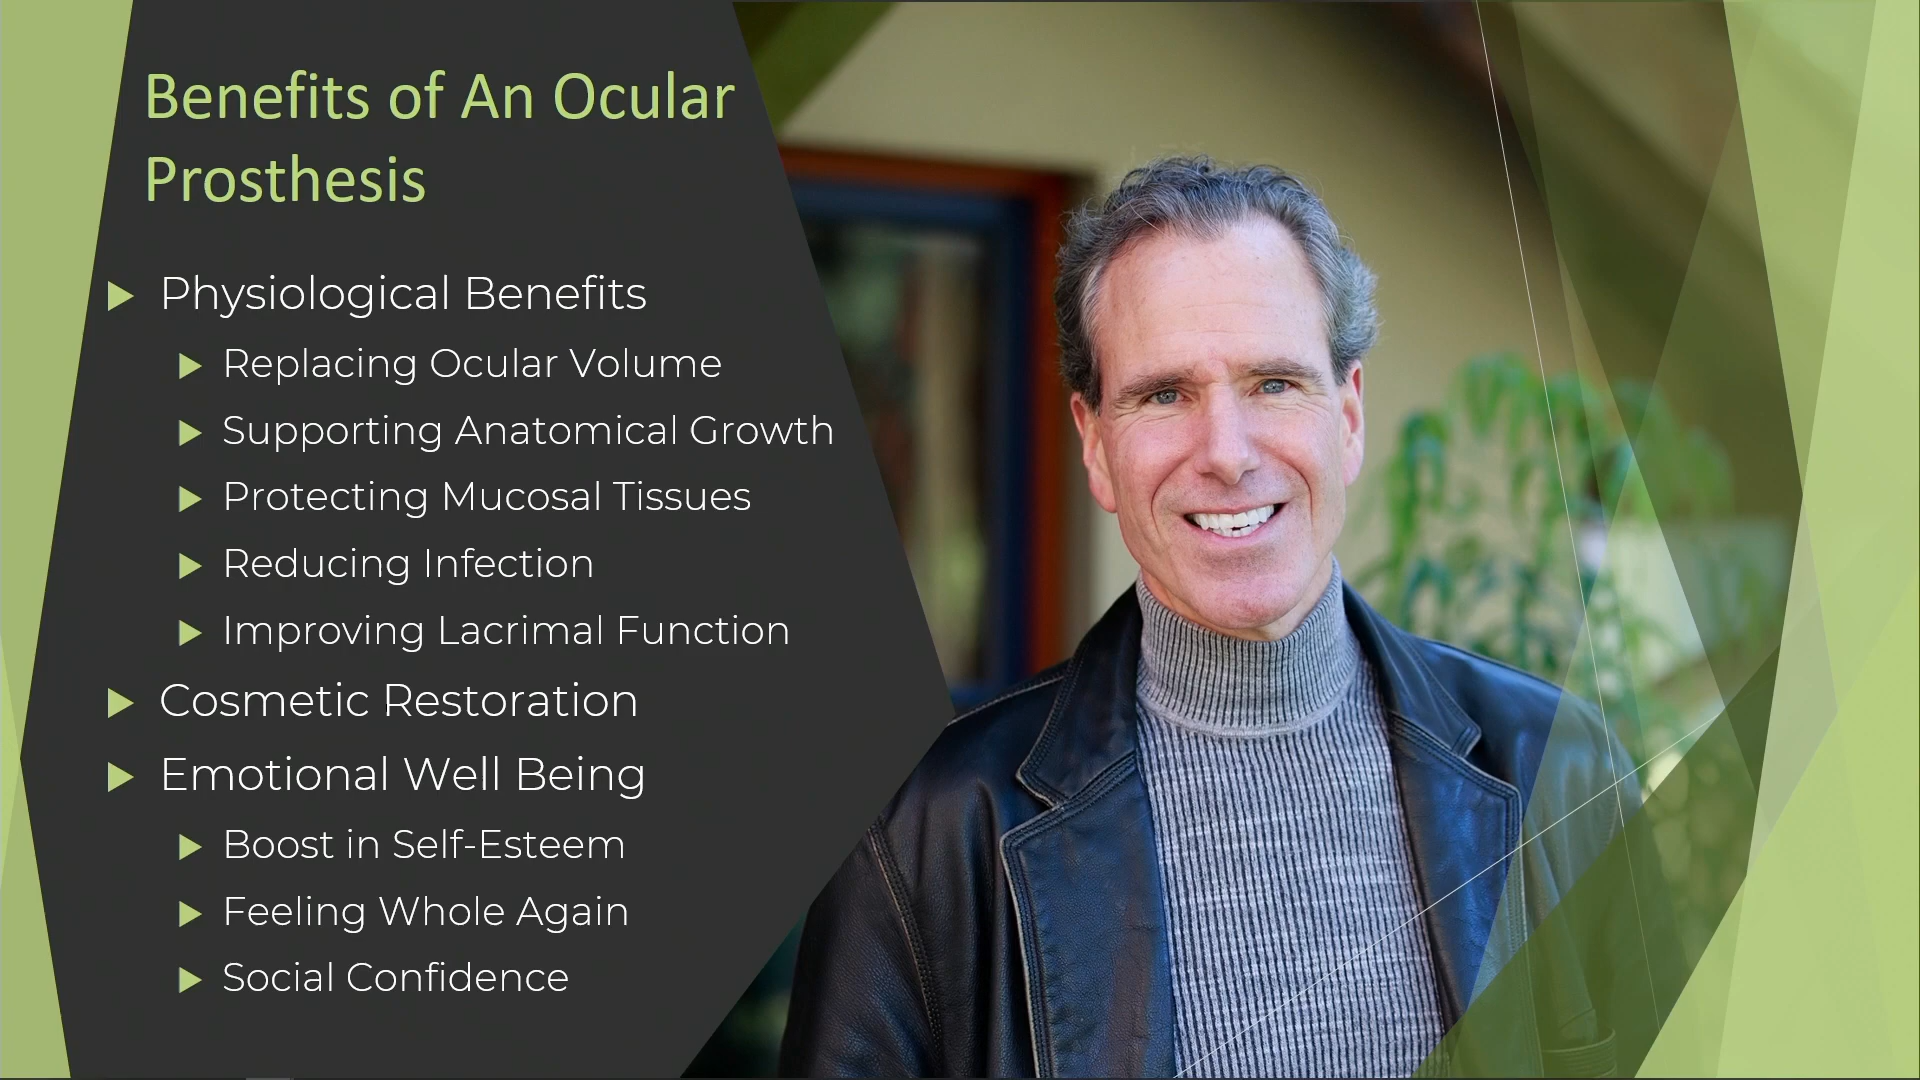 Benefits of An Ocular
Prosthesis
Physiological Benefits
Replacing Ocular Volume
Supporting Anatomical Growth
Protecting Mucosal Tissues
Reducing Infection
Improving Lacrimal Function
Cosmetic Restoration
Emotional Well Being
Boost in Self-Esteem
Feeling Whole Again
Social Confidence